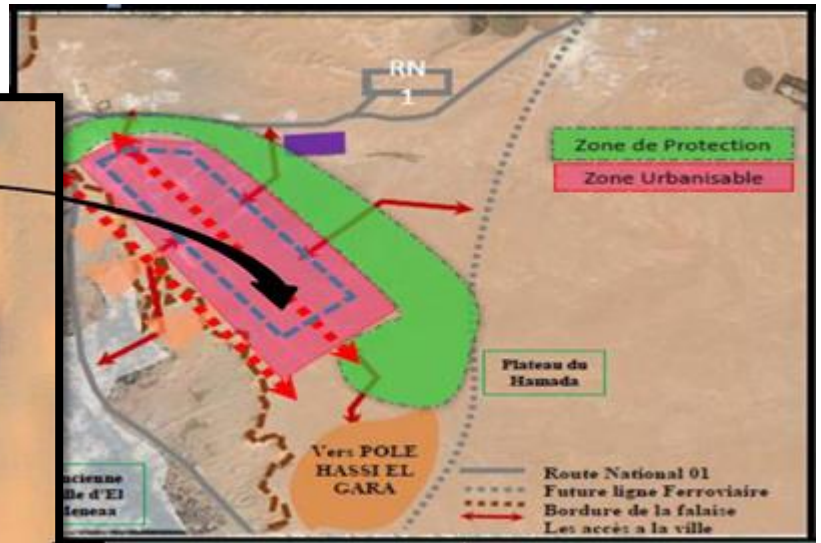 RN
1
Zone de Protection
Zone Urbanisable
Plateau du
Hamada
Vers POLE
HASSI EL
GARA
ncienne
lle d'El
Meneaa
Route National 01
Future ligne Ferroviaire
Bordure de la falaise
Les accès a la ville